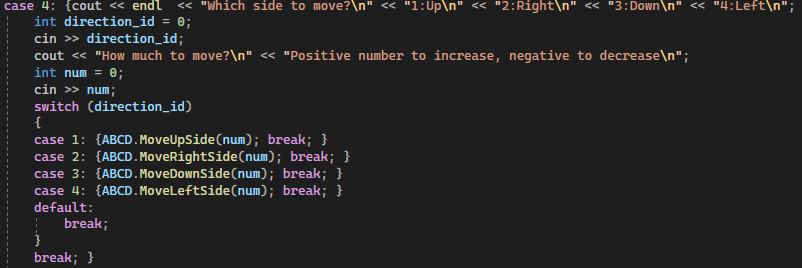 case 4: {cout << endl  << "Which side to move?\n" << "1:Up\n" << "2:Right\n" << "3:Down\n" << "4:Left\n";
    int direction_id = 0;
    cin >> direction_id;
    cout << "How much to move?\n" << "Positive number to increase, negative to decrease\n";
    int num = 0;
    cin >> num;
    switch (direction_id)
    {
    case 1: {ABCD.MoveUpSide(num); break; }
    case 2: {ABCD.MoveRightSide(num); break; }
    case 3: {ABCD.MoveDownSide(num); break; }
    case 4: {ABCD.MoveLeftSide(num); break; }
    default:
        break;
    }
    break; }